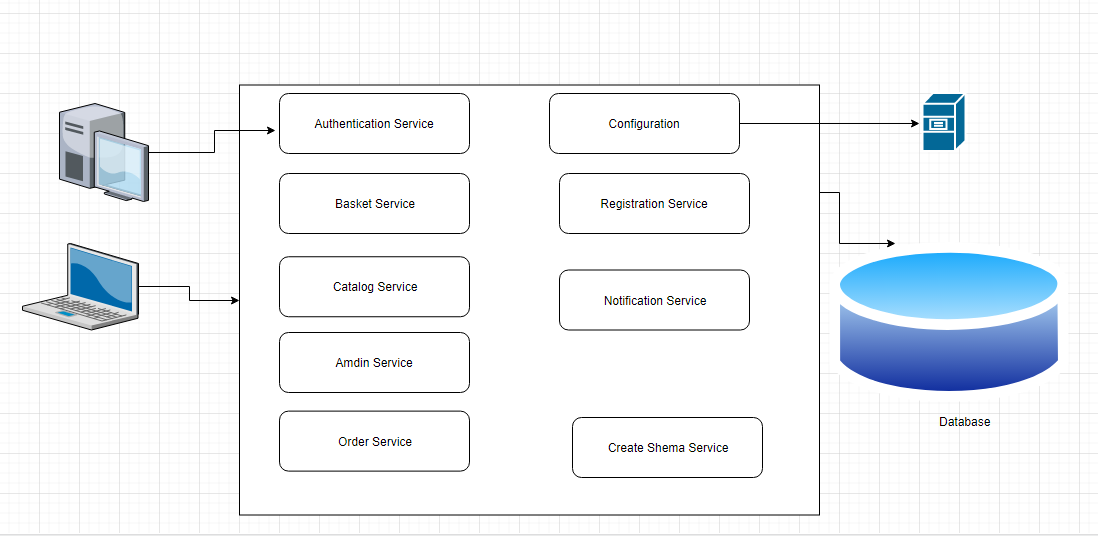 Authentication Service
Configuration
Basket Service
Registration Service
Catalog Service
Notification Service
Amdin Service
Order Service
Create Shema Service
Database